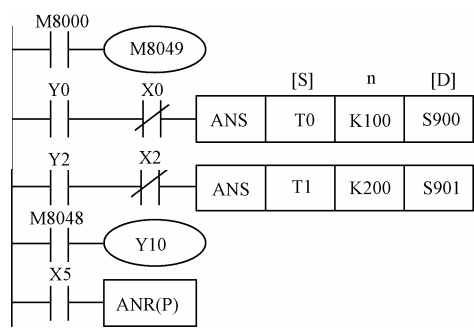 M8000
M8049
[S] n [D]
Y0 X0
ANS T0 K100 S900
Y2 X2
ANS T1 K200 S901
M8048
Y10
X5
ANR(P)